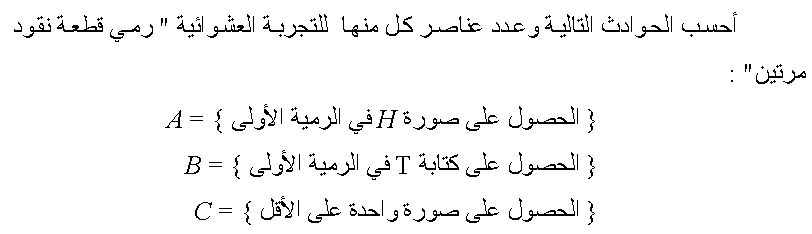 أحسب الحوادث التالية وعدد عناصر كل منها للتجربة العشوائية " رمي قطعة نقود
مرتين" :
A = { الحصول على صورة H في الرمية الأولى }
B = { الحصول على كتابة T في الرمية الأولى }
C = { الحصول على صورة واحدة على الأقل }